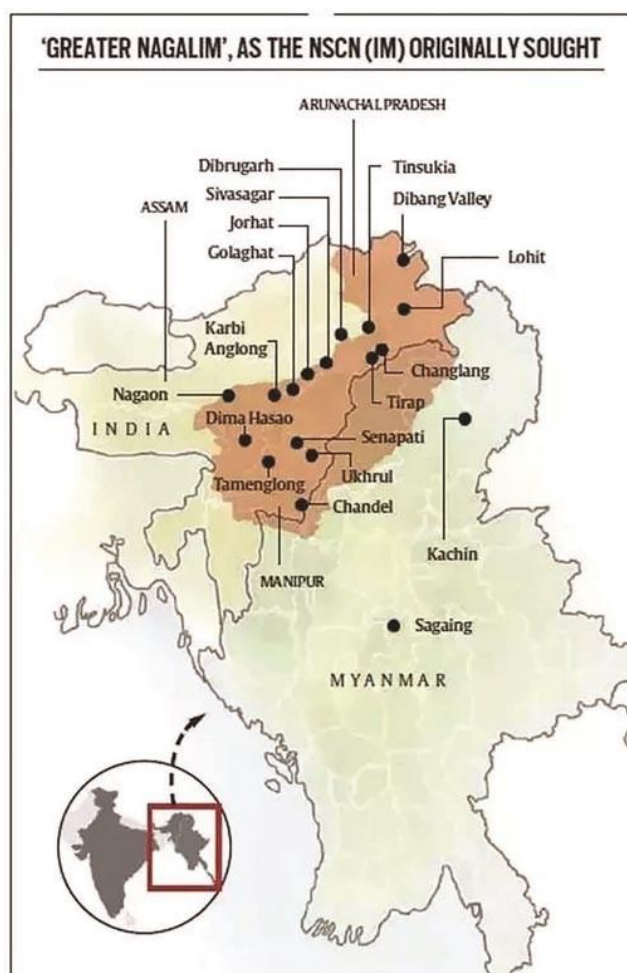 ‘GREATER NAGALIM’, AS THE NSCN (IM) ORIGINALLY SOUGHT
ARUNACHAL PRADESH
Dibrugarh
Tinsukia
Sivasagar
Dibang Valley
ASSAM
Jorhat
Golaghat
Lohit
Karbi
Anglong
Changlang
Nagaon
Tirap
Dima Hasao
INDIA
Senapati
Ukhrul
Tamenglong
Chandel
Kachin
MANIPUR
Sagaing
MYANMAR